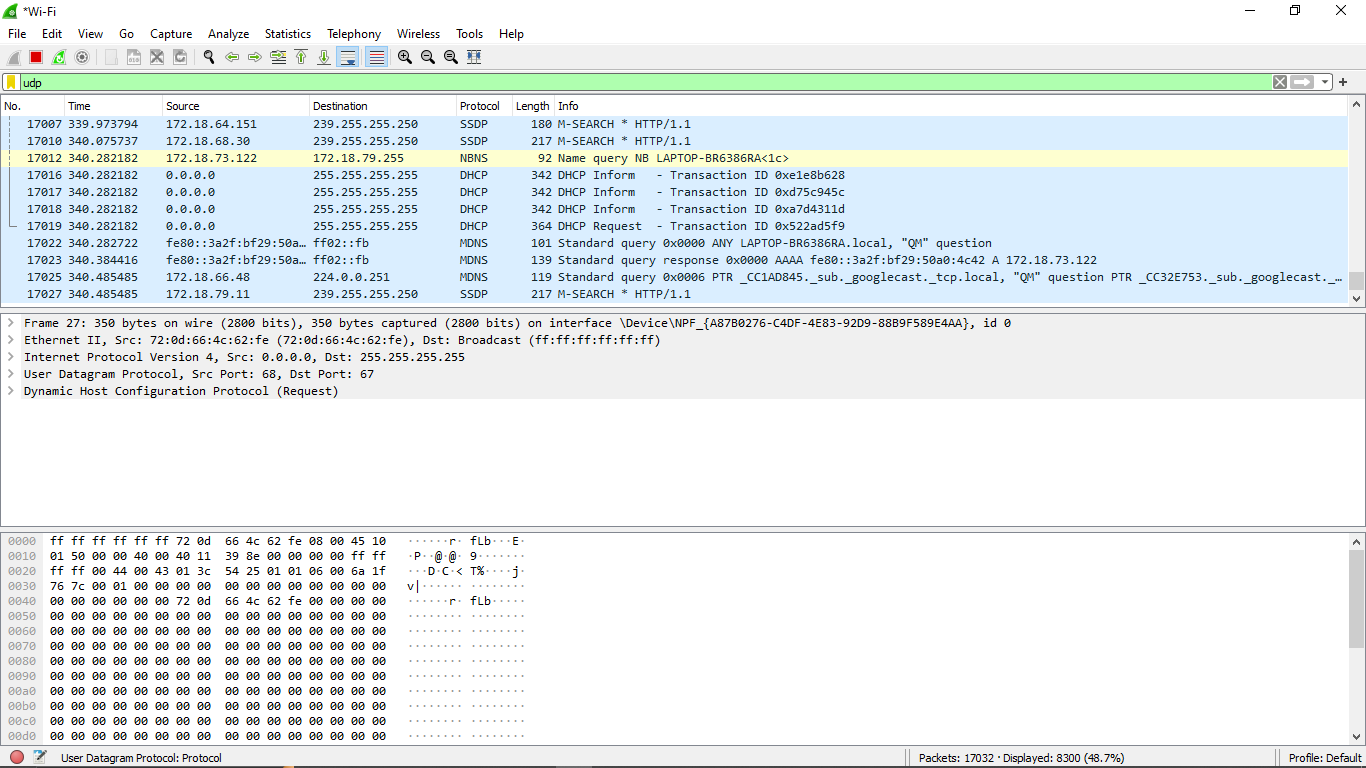 *Wi-Fi
File Edit View Go Capture Analyze Statistics Telephony Wireless Tools Help
udp
No. Time Source Destination Protocol Length Info
17007 339.973794 172.18.64.151 239.255.255.250 SSDP 180 M-SEARCH * HTTP/1.1
17010 340.075737 172.18.68.30 239.255.255.250 SSDP 217 M-SEARCH * HTTP/1.1
17012 340.282182 172.18.73.122 172.18.79.255 NBNS 92 Name query NB LAPTOP-BR6386RA<1c>
17016 340.282182 0.0.0.0 255.255.255.255 DHCP 342 DHCP Inform - Transaction ID 0xe1e8b628
17017 340.282182 0.0.0.0 255.255.255.255 DHCP 342 DHCP Inform - Transaction ID 0xd75c945c
17018 340.282182 0.0.0.0 255.255.255.255 DHCP 342 DHCP Inform - Transaction ID 0xa7d4311d
17019 340.282182 0.0.0.0 255.255.255.255 DHCP 364 DHCP Request - Transaction ID 0x522ad5f9
17022 340.282722 fe80::3a2f:bf29:50a… ff02::fb MDNS 101 Standard query 0x0000 ANY LAPTOP-BR6386RA.local, "QM" question
17023 340.384416 fe80::3a2f:bf29:50a… ff02::fb MDNS 139 Standard query response 0x0000 AAAA fe80::3a2f:bf29:50a0:4c42 A 172.18.73.122
17025 340.485485 172.18.66.48 224.0.0.251 MDNS 119 Standard query 0x0006 PTR _CC1AD845._sub._googlecast._tcp.local, "QM" question PTR _CC32E753._sub._googlecast._…
17027 340.485485 172.18.79.11 239.255.255.250 SSDP 217 M-SEARCH * HTTP/1.1
Frame 27: 350 bytes on wire (2800 bits), 350 bytes captured (2800 bits) on interface \Device\NPF_{A87B0276-C4DF-4E83-92D9-88B9F589E4AA}, id 0
Ethernet II, Src: 72:0d:66:4c:62:fe (72:0d:66:4c:62:fe), Dst: Broadcast (ff:ff:ff:ff:ff:ff)
Internet Protocol Version 4, Src: 0.0.0.0, Dst: 255.255.255.255
User Datagram Protocol, Src Port: 68, Dst Port: 67
Dynamic Host Configuration Protocol (Request)
0000 ff ff ff ff ff ff 72 0d 66 4c 62 fe 08 00 45 10 ······r· fLb···E·
0010 01 50 00 00 40 00 40 11 39 8e 00 00 00 00 ff ff ·P··@·@· 9·······
0020 ff ff 00 44 00 43 01 3c 54 25 01 01 06 00 6a 1f ···D·C·< T%····j·
0030 76 7c 00 01 00 00 00 00 00 00 00 00 00 00 00 00 v|······ ········
0040 00 00 00 00 00 00 72 0d 66 4c 62 fe 00 00 00 00 ······r· fLb·····
0050 00 00 00 00 00 00 00 00 00 00 00 00 00 00 00 00 ········ ········
0060 00 00 00 00 00 00 00 00 00 00 00 00 00 00 00 00 ········ ········
0070 00 00 00 00 00 00 00 00 00 00 00 00 00 00 00 00 ········ ········
0080 00 00 00 00 00 00 00 00 00 00 00 00 00 00 00 00 ········ ········
0090 00 00 00 00 00 00 00 00 00 00 00 00 00 00 00 00 ········ ········
00a0 00 00 00 00 00 00 00 00 00 00 00 00 00 00 00 00 ········ ········
00b0 00 00 00 00 00 00 00 00 00 00 00 00 00 00 00 00 ········ ········
00c0 00 00 00 00 00 00 00 00 00 00 00 00 00 00 00 00 ········ ········
00d0 00 00 00 00 00 00 00 00 00 00 00 00 00 00 00 00 ········ ········
User Datagram Protocol: Protocol Packets: 17032 · Displayed: 8300 (48.7%) Profile: Default